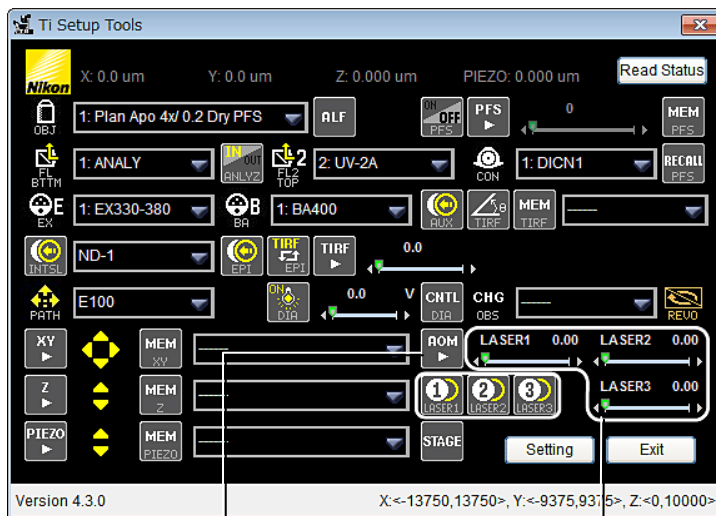 Ti Setup Tools
Nikon X: 0.0 um Y: 0.0 um Z: 0.000 um PIEZO: 0.000 um Read Status
OBJ 1: Plan Apo 4x/ 0.2 Dry PFS ALF ON OFF PFS PFS 0 MEM PFS
FL BTTM 1: ANALY IN OUT ANLYZ 2 FL2 TOP 2: UV-2A CON 1: DICN1 RECALL PFS
E EX 1: EX330-380 B BA 1: BA400 AUX θ TIRF MEM TIRF -----
INTSL ND-1 EPI TIRF EPI TIRF 0.0
PATH E100 ON DIA 0.0 V CNTL DIA CHG OBS ----- REVO
XY MEM XY ----- AOM LASER1 0.00 LASER2 0.00
Z MEM Z ----- 1 LASER1 2 LASER2 3 LASER3 LASER3 0.00
PIEZO MEM PIEZO ----- STAGE Setting Exit
Version 4.3.0 X:<-13750,13750>, Y:<-9375,9375>, Z:<0,10000>